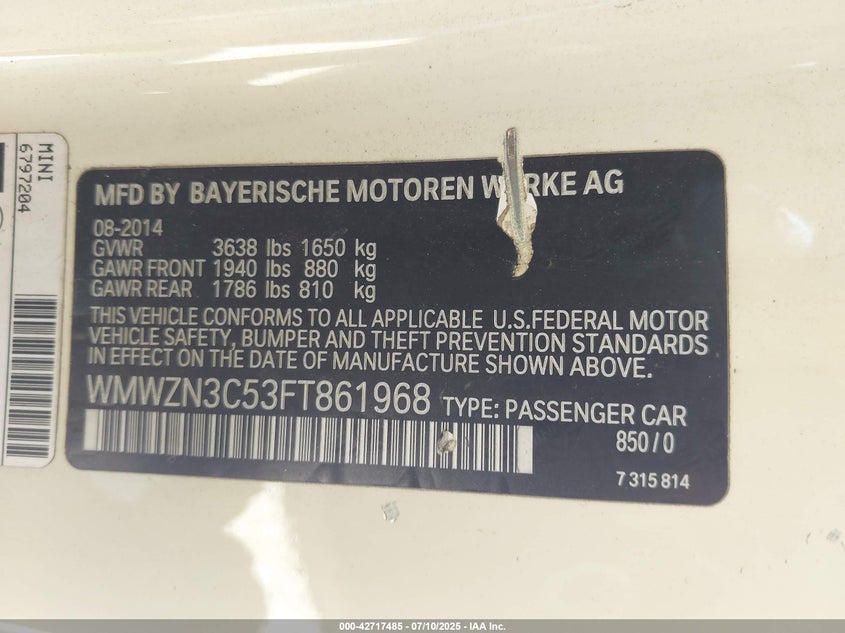 MINI
6797204
MFD BY BAYERISCHE MOTOREN WERKE AG
08-2014
GVWR 3638 lbs 1650 kg
GAWR FRONT 1940 lbs 880 kg
GAWR REAR 1786 lbs 810 kg
THIS VEHICLE CONFORMS TO ALL APPLICABLE U.S.FEDERAL MOTOR
VEHICLE SAFETY, BUMPER AND THEFT PREVENTION STANDARDS
IN EFFECT ON THE DATE OF MANUFACTURE SHOWN ABOVE.
WMWZN3C53FT861968 TYPE: PASSENGER CAR
850/0
7 315 814
000-42717485 - 07/10/2025 - IAA Inc.